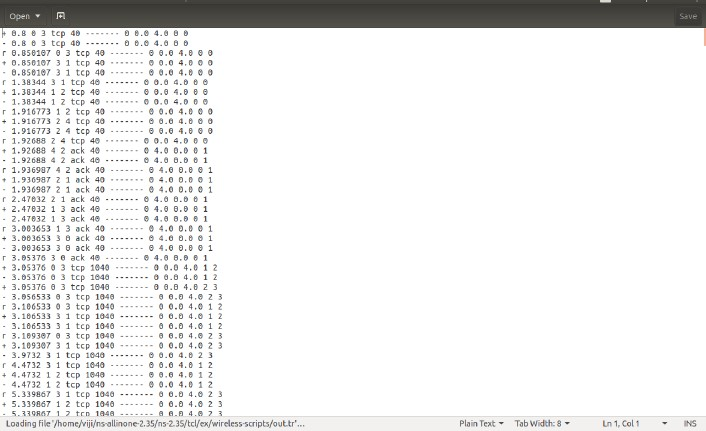 Open
Save
+ 0.8 0 3 tcp 40 ------- 0 0.0 4.0 0 0
- 0.8 0 3 tcp 40 ------- 0 0.0 4.0 0 0
r 0.850107 0 3 tcp 40 ------- 0 0.0 4.0 0 0
+ 0.850107 3 1 tcp 40 ------- 0 0.0 4.0 0 0
- 0.850107 3 1 tcp 40 ------- 0 0.0 4.0 0 0
r 1.38344 3 1 tcp 40 ------- 0 0.0 4.0 0 0
+ 1.38344 1 2 tcp 40 ------- 0 0.0 4.0 0 0
- 1.38344 1 2 tcp 40 ------- 0 0.0 4.0 0 0
r 1.916773 1 2 tcp 40 ------- 0 0.0 4.0 0 0
+ 1.916773 2 4 tcp 40 ------- 0 0.0 4.0 0 0
- 1.916773 2 4 tcp 40 ------- 0 0.0 4.0 0 0
r 1.92688 2 4 tcp 40 ------- 0 0.0 4.0 0 0
+ 1.92688 4 2 ack 40 ------- 0 4.0 0.0 0 1
- 1.92688 4 2 ack 40 ------- 0 4.0 0.0 0 1
r 1.936987 4 2 ack 40 ------- 0 4.0 0.0 0 1
+ 1.936987 2 1 ack 40 ------- 0 4.0 0.0 0 1
- 1.936987 2 1 ack 40 ------- 0 4.0 0.0 0 1
r 2.47032 2 1 ack 40 ------- 0 4.0 0.0 0 1
+ 2.47032 1 3 ack 40 ------- 0 4.0 0.0 0 1
- 2.47032 1 3 ack 40 ------- 0 4.0 0.0 0 1
r 3.003653 1 3 ack 40 ------- 0 4.0 0.0 0 1
+ 3.003653 3 0 ack 40 ------- 0 4.0 0.0 0 1
- 3.003653 3 0 ack 40 ------- 0 4.0 0.0 0 1
r 3.05376 3 0 ack 40 ------- 0 4.0 0.0 0 1
+ 3.05376 0 3 tcp 1040 ------- 0 0.0 4.0 1 2
- 3.05376 0 3 tcp 1040 ------- 0 0.0 4.0 1 2
+ 3.05376 0 3 tcp 1040 ------- 0 0.0 4.0 2 3
- 3.056533 0 3 tcp 1040 ------- 0 0.0 4.0 2 3
r 3.106533 0 3 tcp 1040 ------- 0 0.0 4.0 1 2
+ 3.106533 3 1 tcp 1040 ------- 0 0.0 4.0 1 2
- 3.106533 3 1 tcp 1040 ------- 0 0.0 4.0 1 2
r 3.109307 0 3 tcp 1040 ------- 0 0.0 4.0 2 3
+ 3.109307 3 1 tcp 1040 ------- 0 0.0 4.0 2 3
- 3.9732 3 1 tcp 1040 ------- 0 0.0 4.0 2 3
r 4.4732 3 1 tcp 1040 ------- 0 0.0 4.0 1 2
+ 4.4732 1 2 tcp 1040 ------- 0 0.0 4.0 1 2
- 4.4732 1 2 tcp 1040 ------- 0 0.0 4.0 1 2
r 5.339867 3 1 tcp 1040 ------- 0 0.0 4.0 2 3
+ 5.339867 1 2 tcp 1040 ------- 0 0.0 4.0 2 3
- 5.339867 1 2 tcp 1040 ------- 0 0.0 4.0 2 3
Loading file '/home/viji/ns-allinone-2.35/ns-2.35/tcl/ex/wireless-scripts/out.tr'... Plain Text Tab Width: 8 Ln 1, Col 1 INS